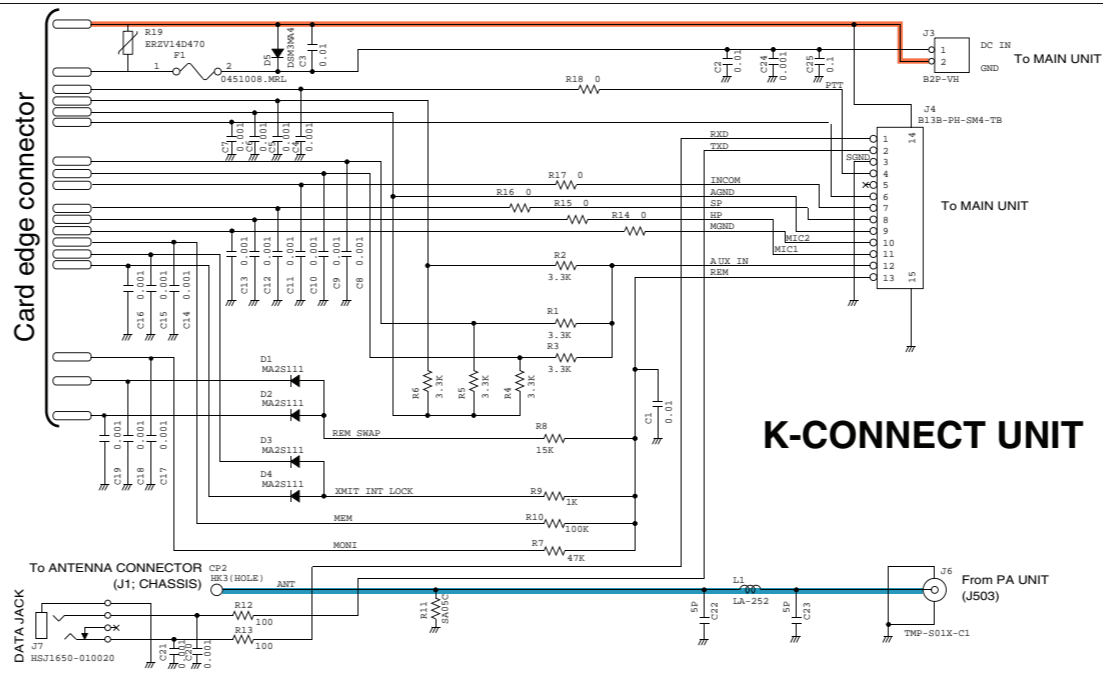 R19
ERZV14D470
F1
1
2
0451008.MRL
D5
DSM3MA4
C3
0.01
C2
0.01
C24
0.001
C25
0.1
J3
1
2
DC IN
GND
B2P-VH
To MAIN UNIT
R18 0
PTT
J4
B13B-PH-SM4-TB
Card edge connector
C7
0.001
C6
0.001
C5
0.001
C4
0.001
RXD
TXD
SGND
1
2
3
4
5
6
7
8
9
10
11
12
13
14
15
To MAIN UNIT
R17 0
INCOM
R16 0
AGND
R15 0
SP
R14 0
HP
MGND
MIC2
MIC1
R2
3.3K
AUX IN
REM
C13 0.001
C12 0.001
C11 0.001
C10 0.001
C9 0.001
C8 0.001
C16 0.001
C15 0.001
C14 0.001
R1
3.3K
R3
3.3K
R6
3.3K
R5
3.3K
R4
3.3K
D1
MA2S111
D2
MA2S111
C1
0.01
REM SWAP
R8
15K
K-CONNECT UNIT
C19 0.001
C18 0.001
C17 0.001
D3
MA2S111
D4
MA2S111
XMIT INT LOCK
R9
1K
MEM
R10
100K
MONI
R7
47K
To ANTENNA CONNECTOR
(J1; CHASSIS)
CP2
HK3(HOLE)
ANT
R11
SA05C
5P
C22
L1
LA-252
5P
C23
J6
From PA UNIT
(J503)
TMP-S01X-C1
DATA JACK
J7
HSJ1650-010020
R12
100
R13
100
C21
0.001
C20
0.001